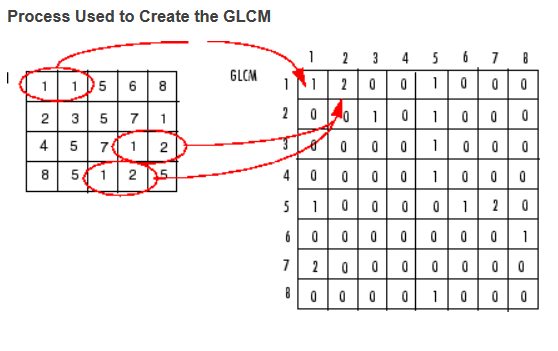 Process Used to Create the GLCM
I
1 1 5 6 8
2 3 5 7 1
4 5 7 1 2
8 5 1 2 5
GLCM
1 2 3 4 5 6 7 8
1 1 2 0 0 1 0 0 0
2 0 0 1 0 1 0 0 0
3 0 0 0 0 1 0 0 0
4 0 0 0 0 1 0 0 0
5 1 0 0 0 0 1 2 0
6 0 0 0 0 0 0 0 1
7 2 0 0 0 0 0 0 0
8 0 0 0 0 1 0 0 0